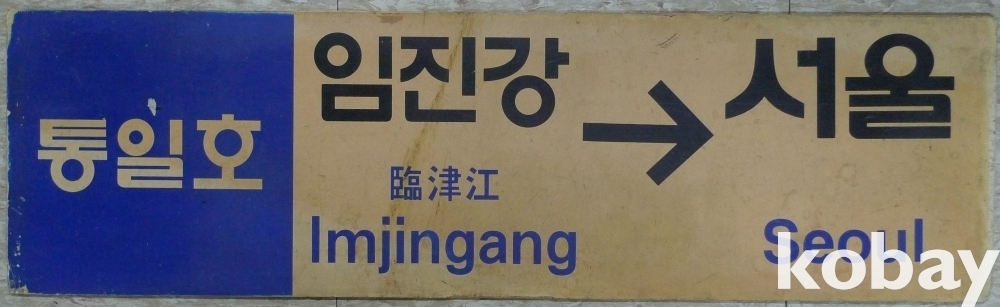 통일호
임진강 → 서울
臨津江
Imjingang Seoul
kobay